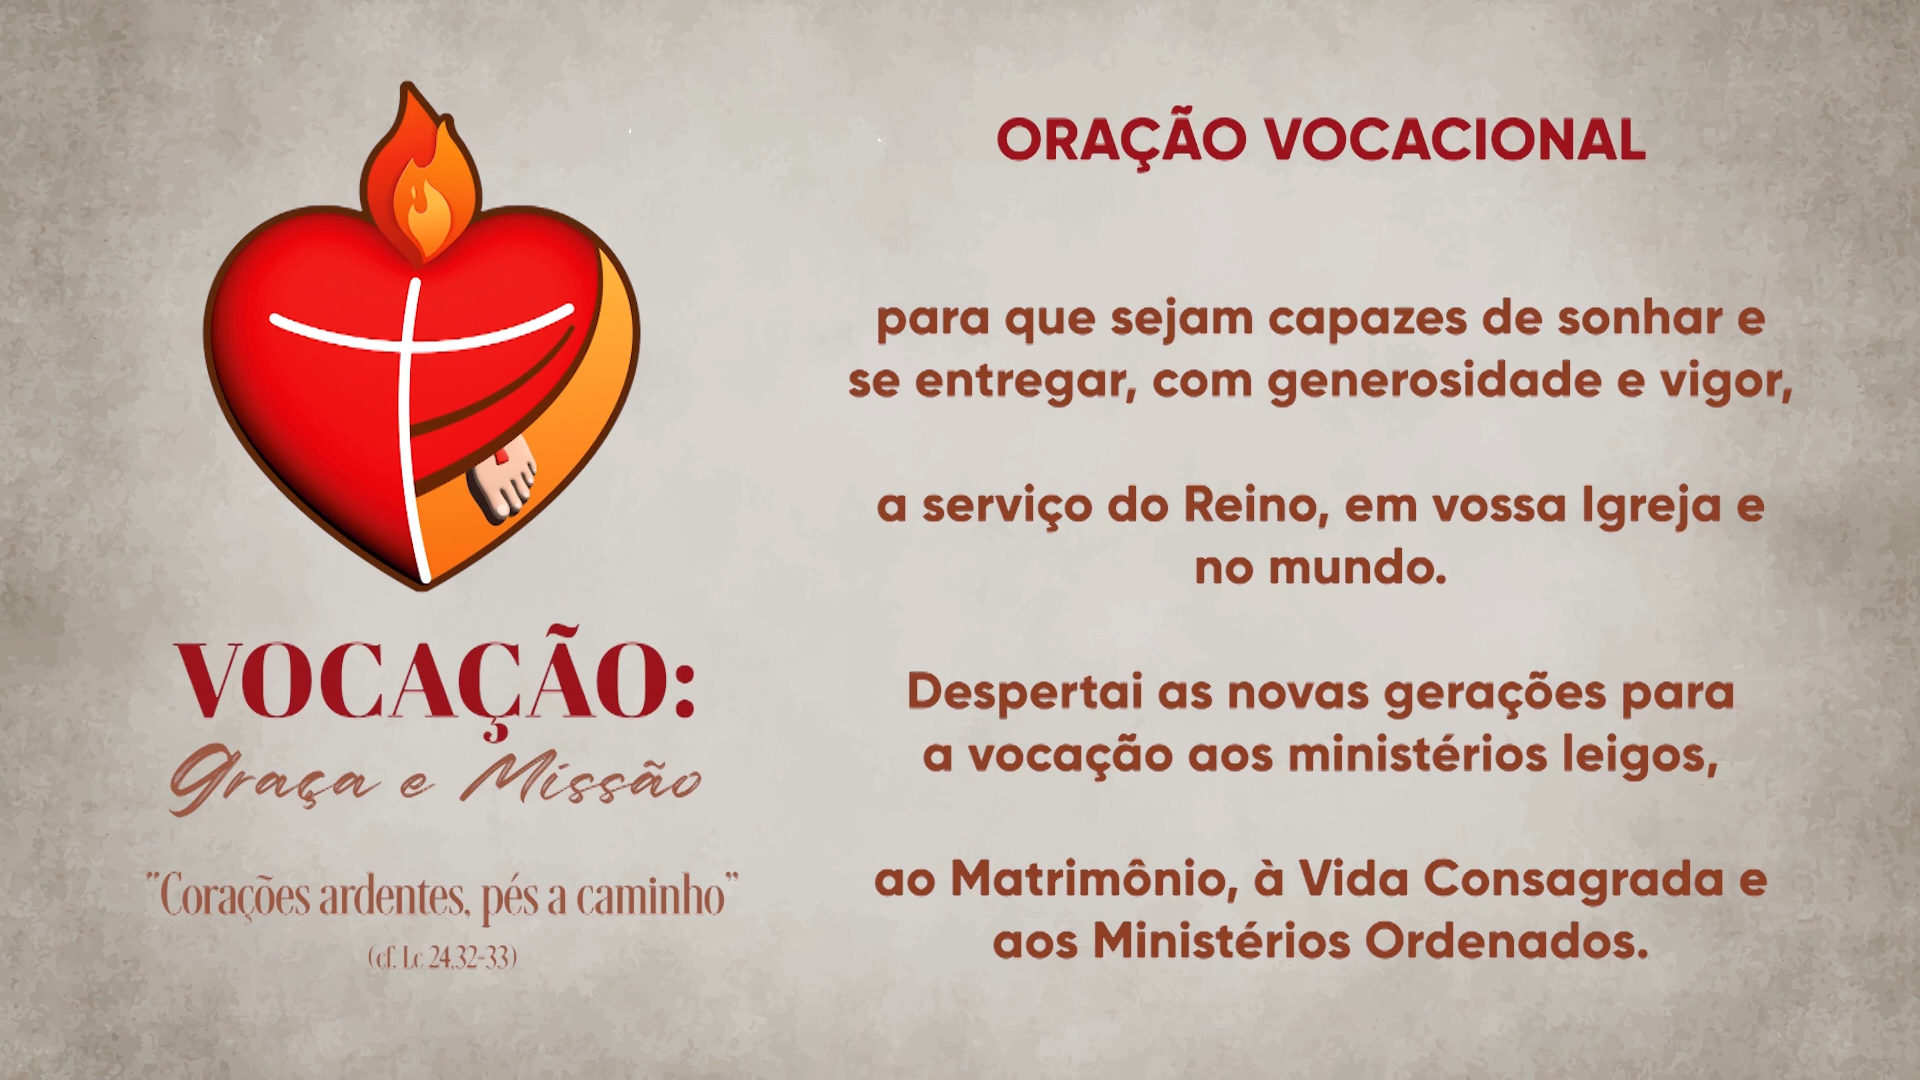 VOCAÇÃO:
Graça e Missão
"Corações ardentes, pés a caminho"
(cf. Lc 24,32-33)
ORAÇÃO VOCACIONAL
para que sejam capazes de sonhar e
se entregar, com generosidade e vigor,
a serviço do Reino, em vossa Igreja e
no mundo.
Despertai as novas gerações para
a vocação aos ministérios leigos,
ao Matrimônio, à Vida Consagrada e
aos Ministérios Ordenados.